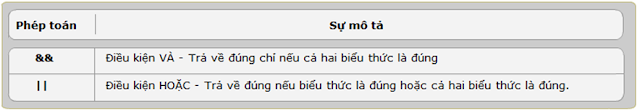 Phép toán Sự mô tả
&& Điều kiện VÀ - Trả về đúng chỉ nếu cả hai biểu thức là đúng
|| Điều kiện HOẶC - Trả về đúng nếu biểu thức là đúng hoặc cả hai biểu thức là đúng.